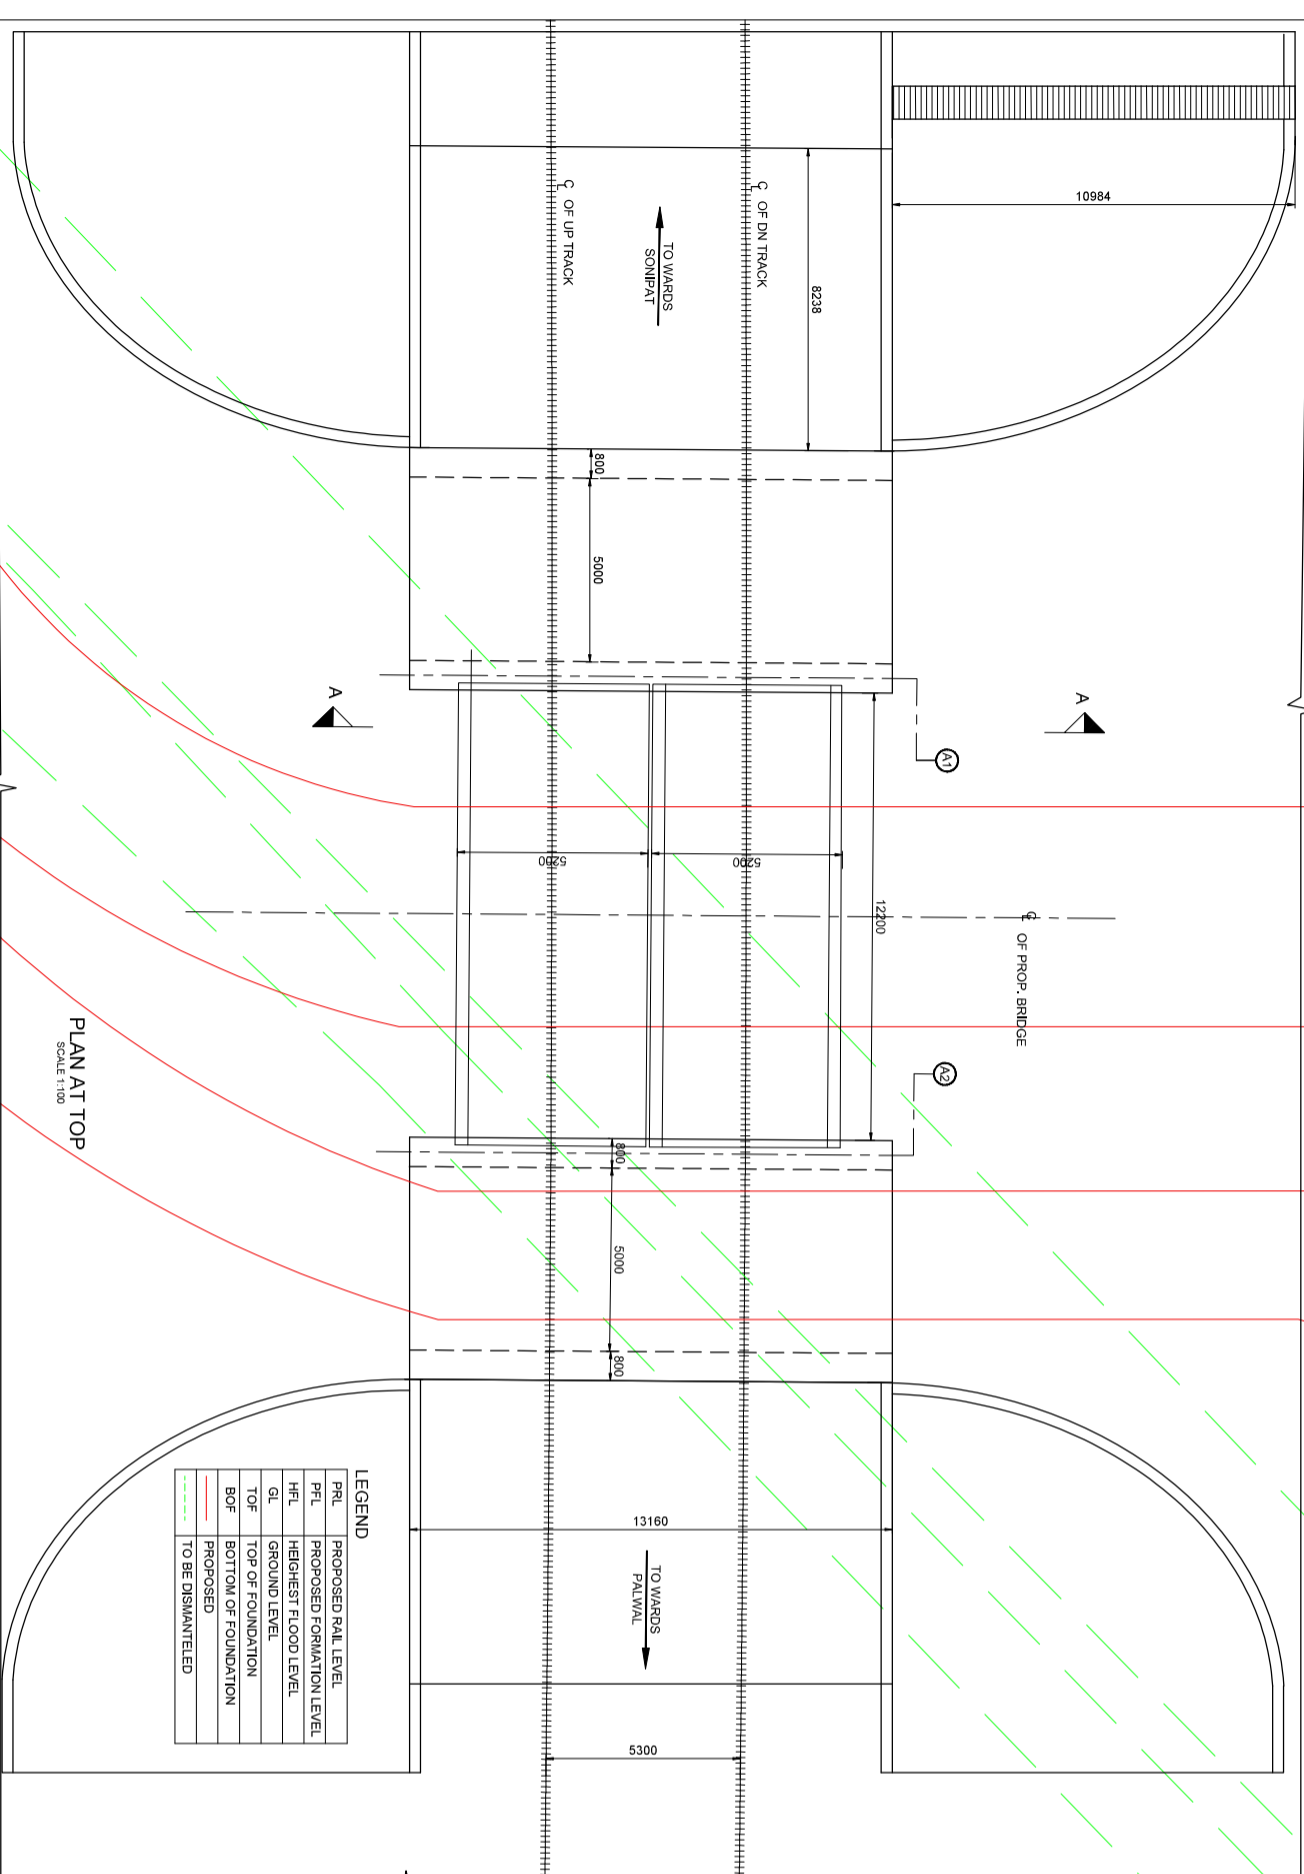 10984
℄ OF DN TRACK
8238
TO WARDS
SONIPAT
℄ OF UP TRACK
800
5000
A
A
A1
5200
5200
12200
℄ OF PROP. BRIDGE
A2
800
5000
800
PLAN AT TOP
SCALE 1:100
13160
TO WARDS
PALWAL
5300
LEGEND
PRL PROPOSED RAIL LEVEL
PFL PROPOSED FORMATION LEVEL
HFL HEIGHEST FLOOD LEVEL
GL GROUND LEVEL
TOF TOP OF FOUNDATION
BOF BOTTOM OF FOUNDATION
PROPOSED
TO BE DISMANTELED